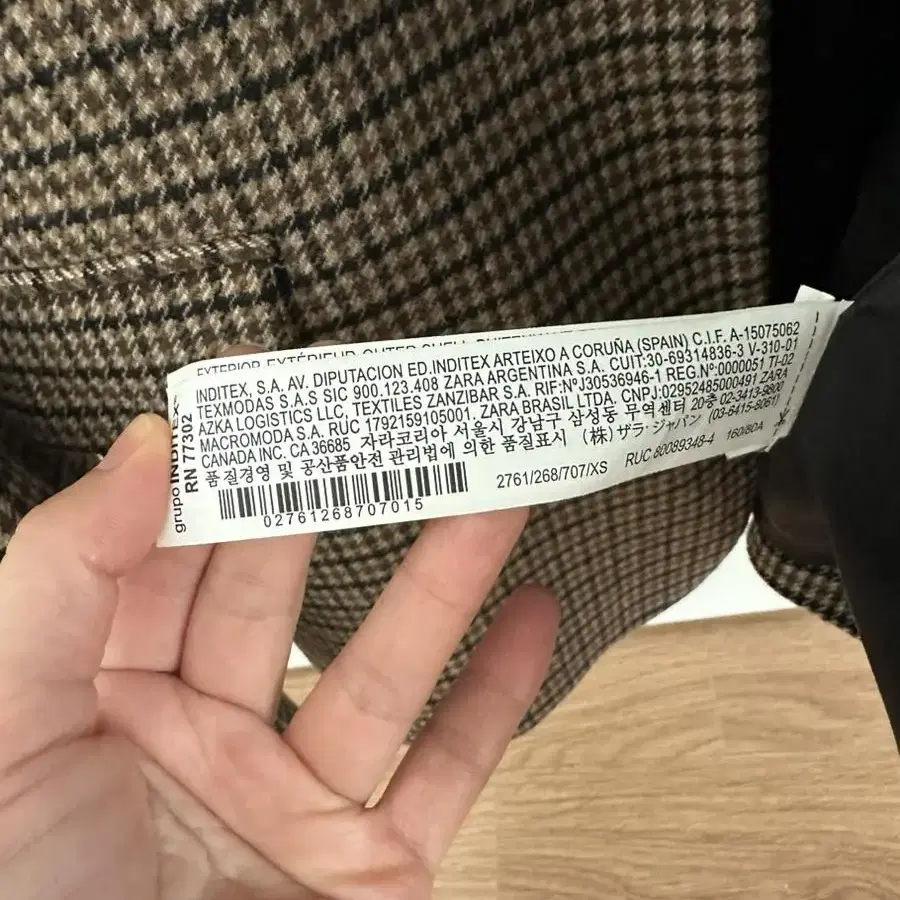 EXTERIOR-EXTÉRIEUR-OUTER SHELL-
INDITEX, S.A. AV. DIPUTACION ED.INDITEX ARTEIXO A CORUÑA (SPAIN) C.I.F. A-15075062
TEXMODAS S.A.S SIC 900.123.408 ZARA ARGENTINA S.A. CUIT:30-69314836-3 V-310-01
AZKA LOGISTICS LLC, TEXTILES ZANZIBAR S.A. RIF:NºJ30536946-1 REG.Nº:0000051 TI-02
MACROMODA S.A. RUC 1792159105001. ZARA BRASIL LTDA. CNPJ:02952485000491 ZARA
CANADA INC. CA 36685 자라코리아 서울시 강남구 삼성동 무역센터 20층 02-3413-9800
품질경영 및 공산품안전 관리법에 의한 품질표시 (株) ザラ・ジャパン (03-6415-8061)
2761/268/707/XS RUC 80089348-4 160/80A
02761268707015
grupo INDITEX
RN 77302